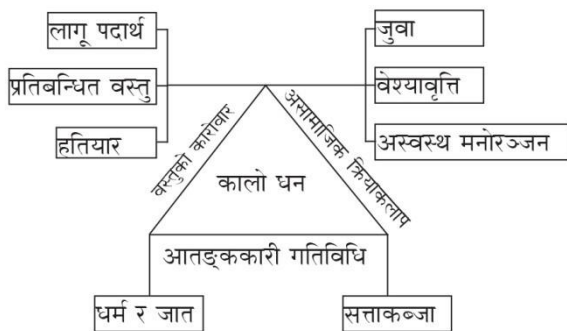 लागू पदार्थ
प्रतिबन्धित वस्तु
हतियार
जुवा
वेश्यावृत्ति
अस्वस्थ मनोरञ्जन
वस्तुको कारोवार
असामाजिक क्रियाकलाप
कालो धन
आतङ्ककारी गतिविधि
धर्म र जात
सत्ताकब्जा